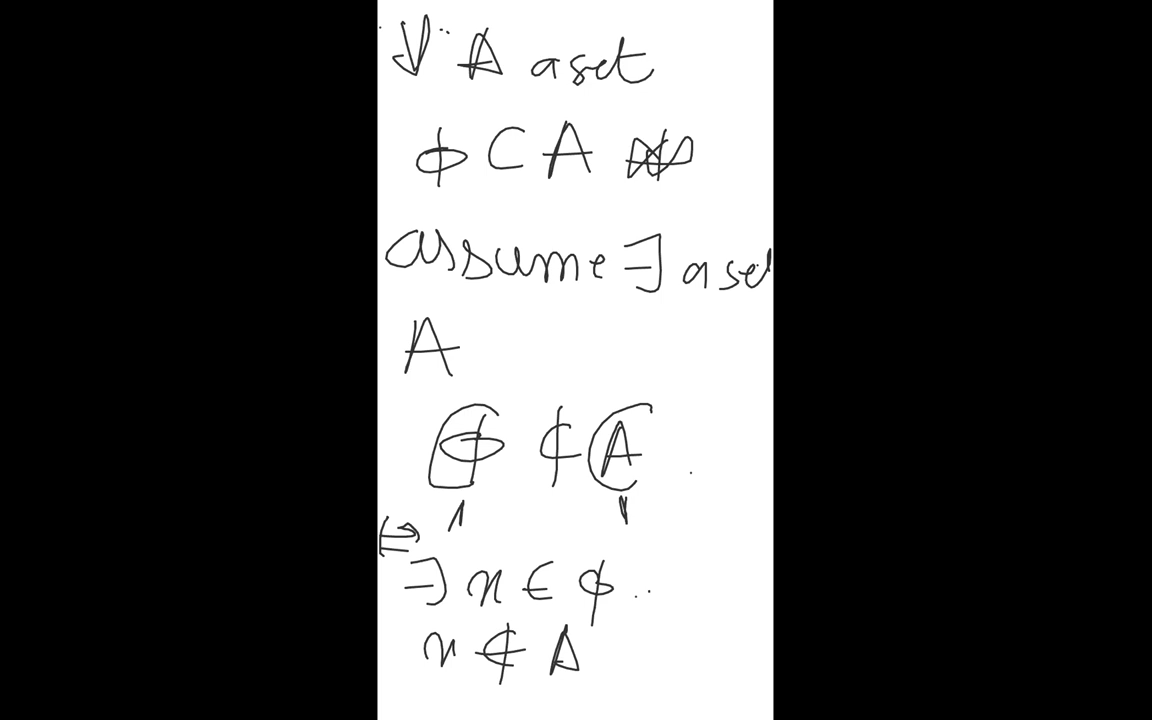 ∀ A a set
ϕ ⊂ A
assume ∃ a set
A
ϕ ⊄ A
⇔
∃ x ∈ ϕ
x ∉ A